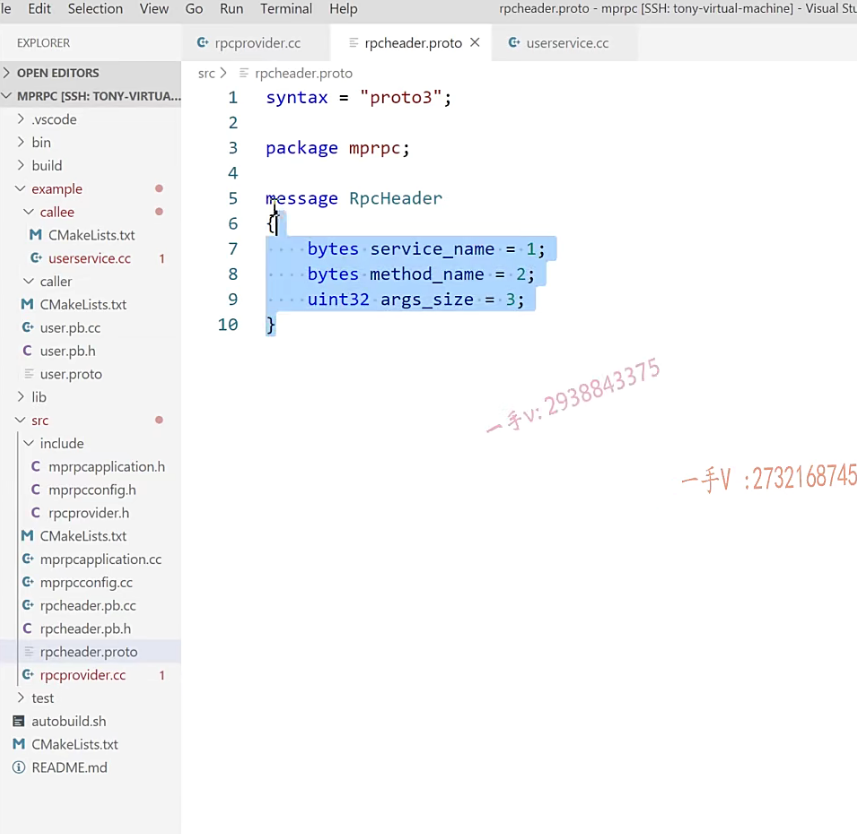 le Edit Selection View Go Run Terminal Help rpcheader.proto - mprpc [SSH: tony-virtual-machine] - Visual Stu
EXPLORER
OPEN EDITORS
MPRPC [SSH: TONY-VIRTUA...
.vscode
bin
build
example
callee
CMakeLists.txt
userservice.cc 1
caller
CMakeLists.txt
user.pb.cc
user.pb.h
user.proto
lib
src
include
mprpcapplication.h
mprpcconfig.h
rpcprovider.h
CMakeLists.txt
mprpcapplication.cc
mprpcconfig.cc
rpcheader.pb.cc
rpcheader.pb.h
rpcheader.proto
rpcprovider.cc 1
test
autobuild.sh
CMakeLists.txt
README.md
rpcprovider.cc rpcheader.proto userservice.cc
src > rpcheader.proto
1 syntax = "proto3";
2
3 package mprpc;
4
5 message RpcHeader
6 {
7 bytes service_name = 1;
8 bytes method_name = 2;
9 uint32 args_size = 3;
10 }
一手v: 2938843375
一手V :2732168745